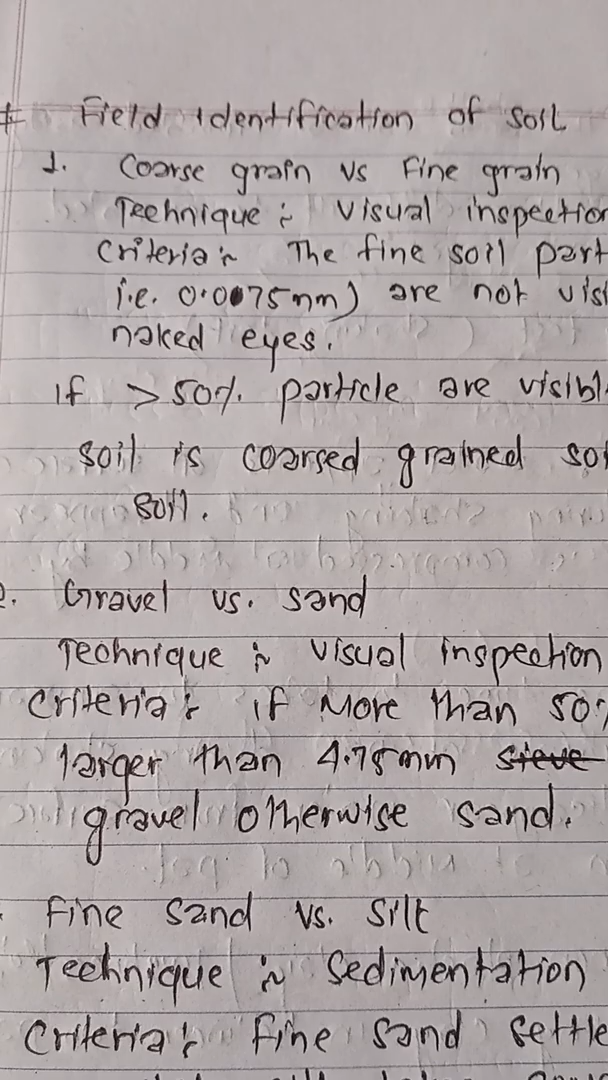 # Field identification of soil
1. Coarse grain vs Fine grain
Technique : Visual inspection
Criteria : The fine soil part
i.e. 0.0075mm) are not vis
naked eyes.
if > 50% particle are visibl
soil is coarsed grained so
soil.
2. Gravel vs. sand
Technique : visual inspection
Criteria : if More than 50%
larger than 4.75mm sieve
gravel otherwise sand.
Fine sand vs. silt
Technique : Sedimentation
Criteria : fine sand settle